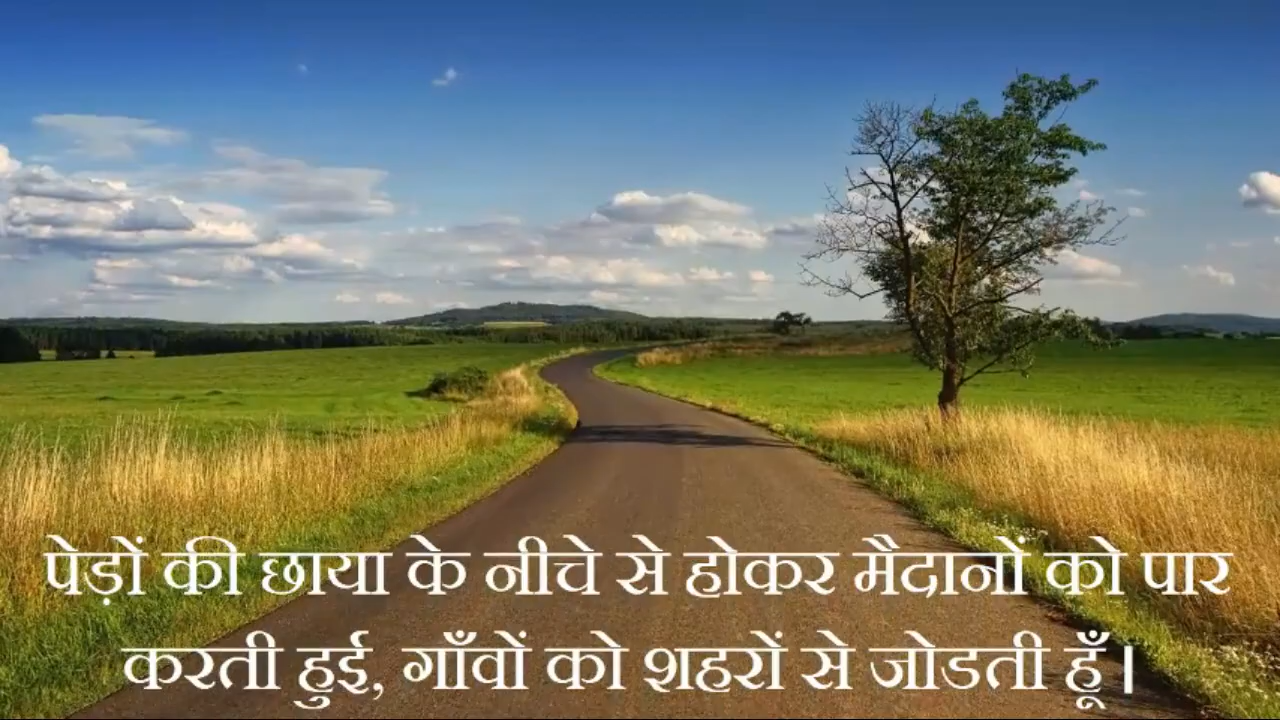 पेड़ों की छाया के नीचे से होकर मैदानों को पार
करती हुई, गाँवों को शहरों से जोडती हूँ।